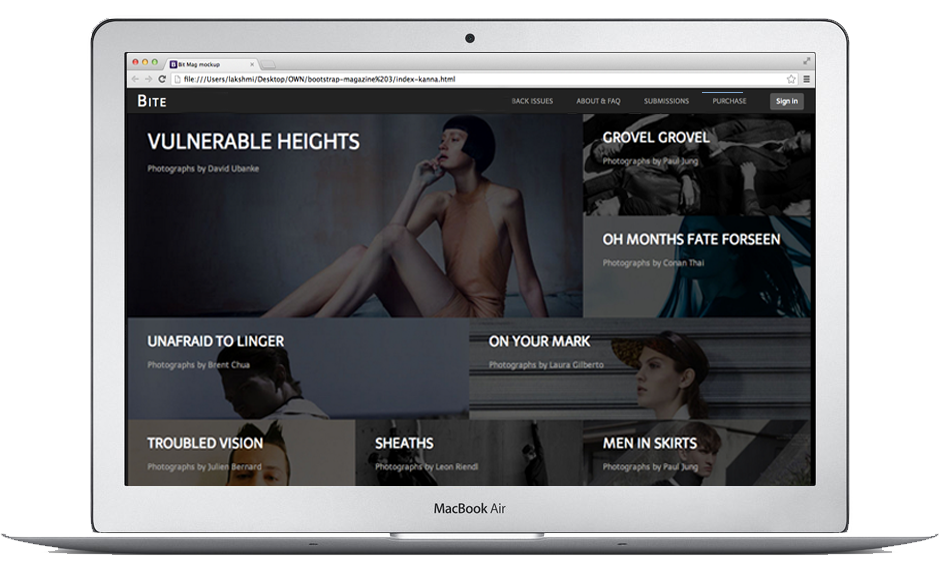 Bit Mag mockup
file:///Users/lakshmi/Desktop/OWN/bootstrap-magazine%203/index-kanna.html
BITE
BACK ISSUES ABOUT & FAQ SUBMISSIONS PURCHASE Sign in
VULNERABLE HEIGHTS
Photographs by David Ubanke
GROVEL GROVEL
Photographs by Paul Jung
OH MONTHS FATE FORSEEN
Photographs by Conan Thai
UNAFRAID TO LINGER
Photographs by Brent Chua
ON YOUR MARK
Photographs by Laura Gilberto
TROUBLED VISION
Photographs by Julien Bernard
SHEATHS
Photographs by Leon Riendl
MEN IN SKIRTS
Photographs by Paul Jung
MacBook Air